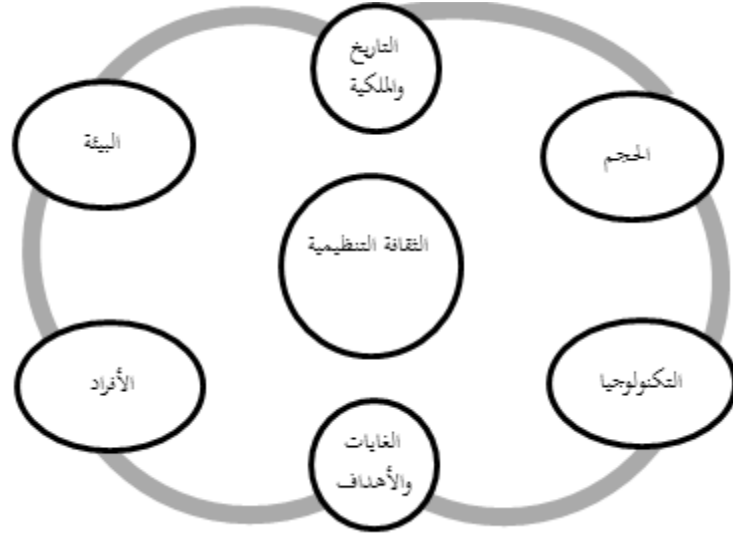 التاريخ
والملكية
البيئة
الحجم
الثقافة التنظيمية
الأفراد
التكنولوجيا
الغايات
والأهداف